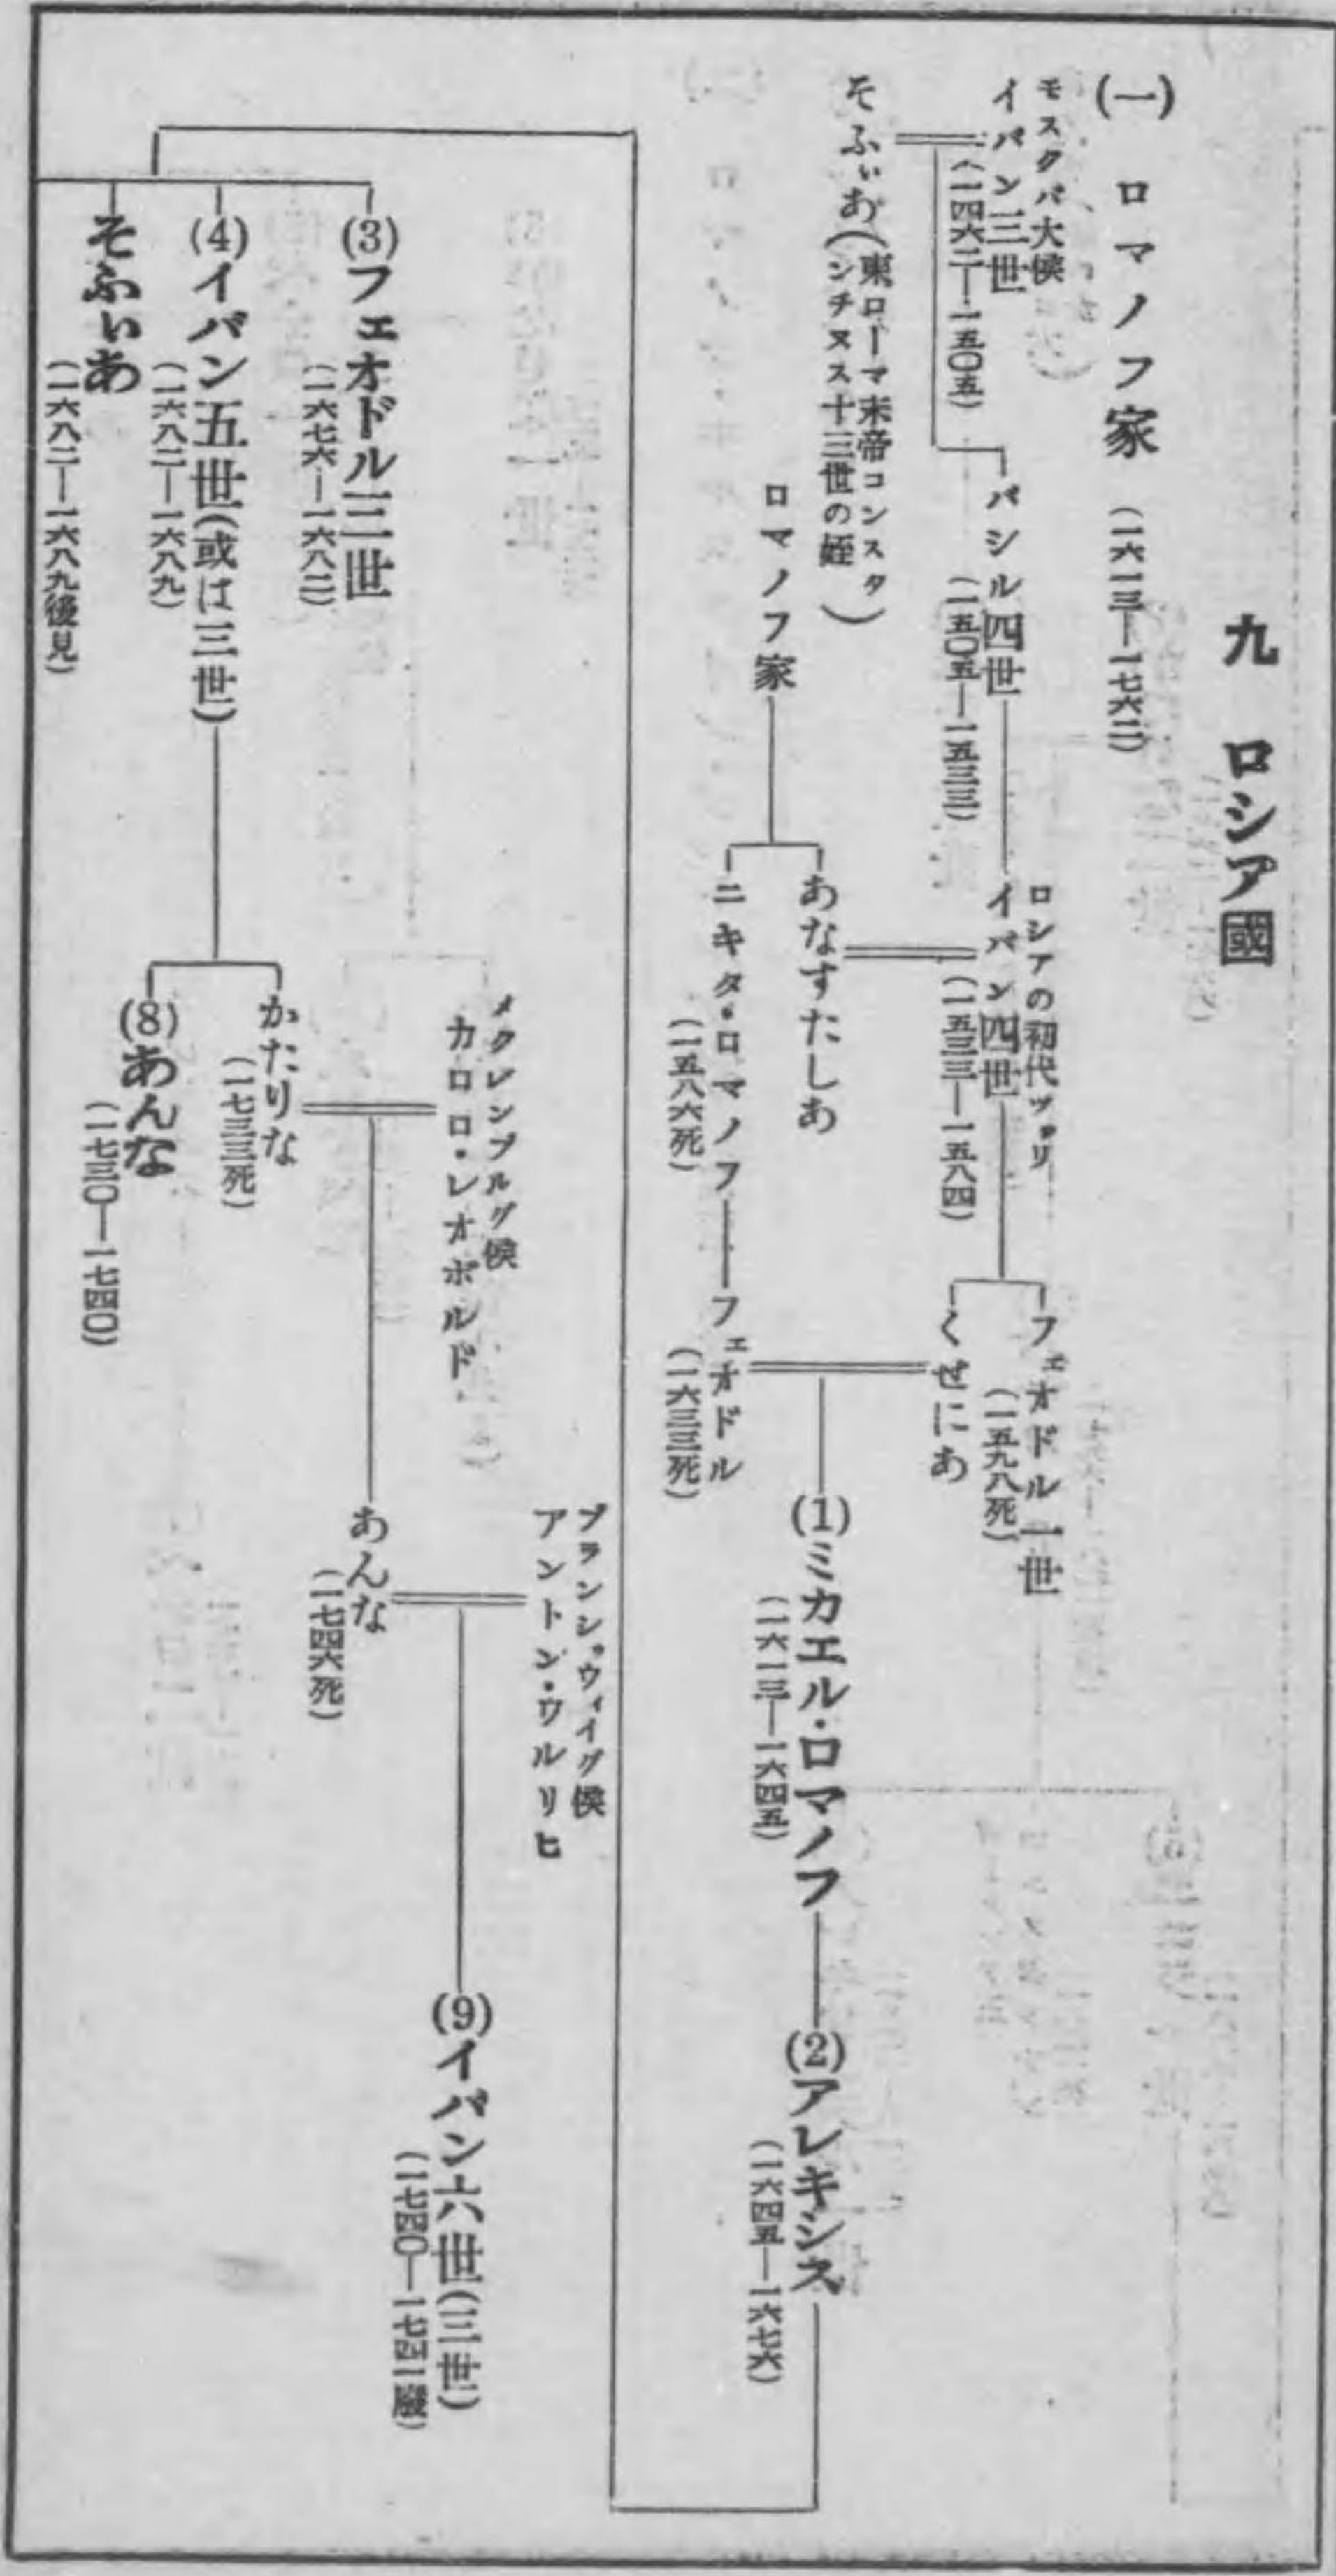 九 ロシア國
(一) ロマノフ家 (一六一三—一七六二)
モスクバ大侯
イバン三世
(一四六二—一五〇五)
そふぃあ
(東ローマ末帝コンスタ
ンチヌス十三世の姪)
バシル四世
(一五〇五—一五三三)
ロシアの初代ツァリ
イバン四世
(一五三三—一五八四)
あなすたしあ
ロマノフ家
ニキタ・ロマノフ
(一五八六死)
フェオドル一世
(一五九八死)
くせにあ
フェオドル
(一六三三死)
(1)ミカエル・ロマノフ
(一六一三—一六四五)
(2)アレキシス
(一六四五—一六七六)
(3)フェオドル三世
(一六七六—一六八二)
(4)イバン五世(或は三世)
(一六八二—一六八九)
そふぃあ
(一六八二—一六八九後見)
メクレンブルグ侯
カロロ・レオポルド
かたりな
(一七三三死)
(8)あんな
(一七三〇—一七四〇)
ブランシュウィイグ侯
アントン・ウルリヒ
あんな
(一七四六死)
(9)イバン六世(三世)
(一七四〇—一七四一廢)